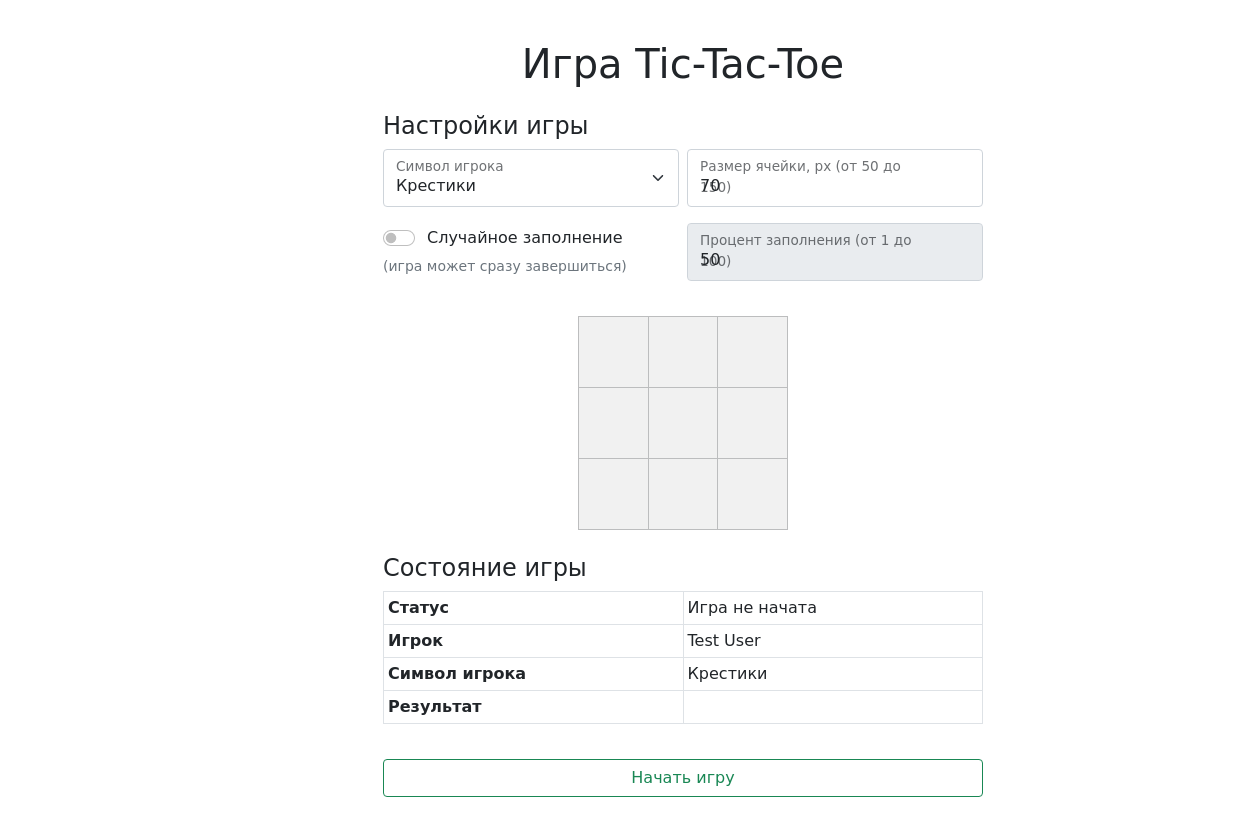 Игра Tic-Tac-Toe
Настройки игры
Символ игрока
Крестики
Размер ячейки, px (от 50 до
150)
70
Случайное заполнение
(игра может сразу завершиться)
Процент заполнения (от 1 до
100)
50
Состояние игры
Статус Игра не начата
Игрок Test User
Символ игрока Крестики
Результат
Начать игру